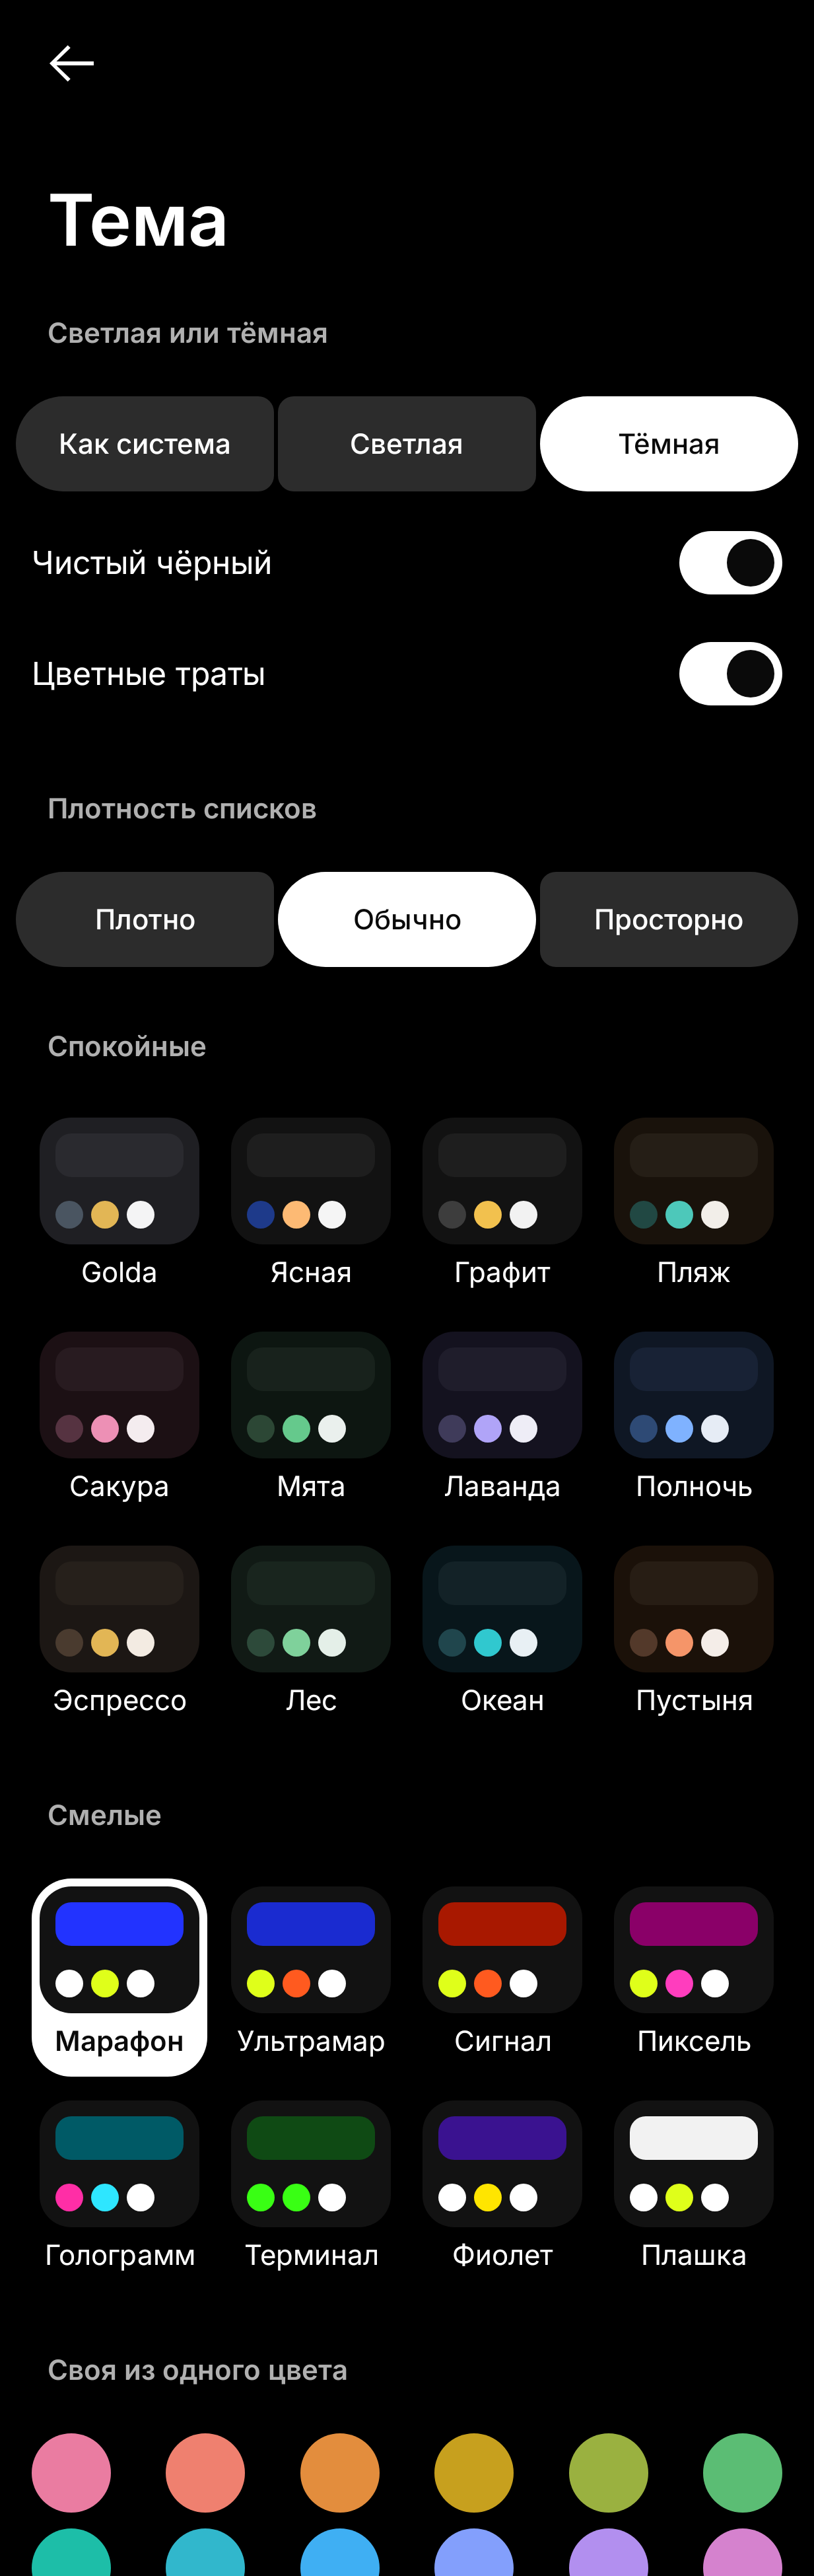 Тема
Светлая или тёмная
Как система Светлая Тёмная
Чистый чёрный
Цветные траты
Плотность списков
Плотно Обычно Просторно
Спокойные
Golda Ясная Графит Пляж
Сакура Мята Лаванда Полночь
Эспрессо Лес Океан Пустыня
Смелые
Марафон Ультрамар Сигнал Пиксель
Голограмм Терминал Фиолет Плашка
Своя из одного цвета